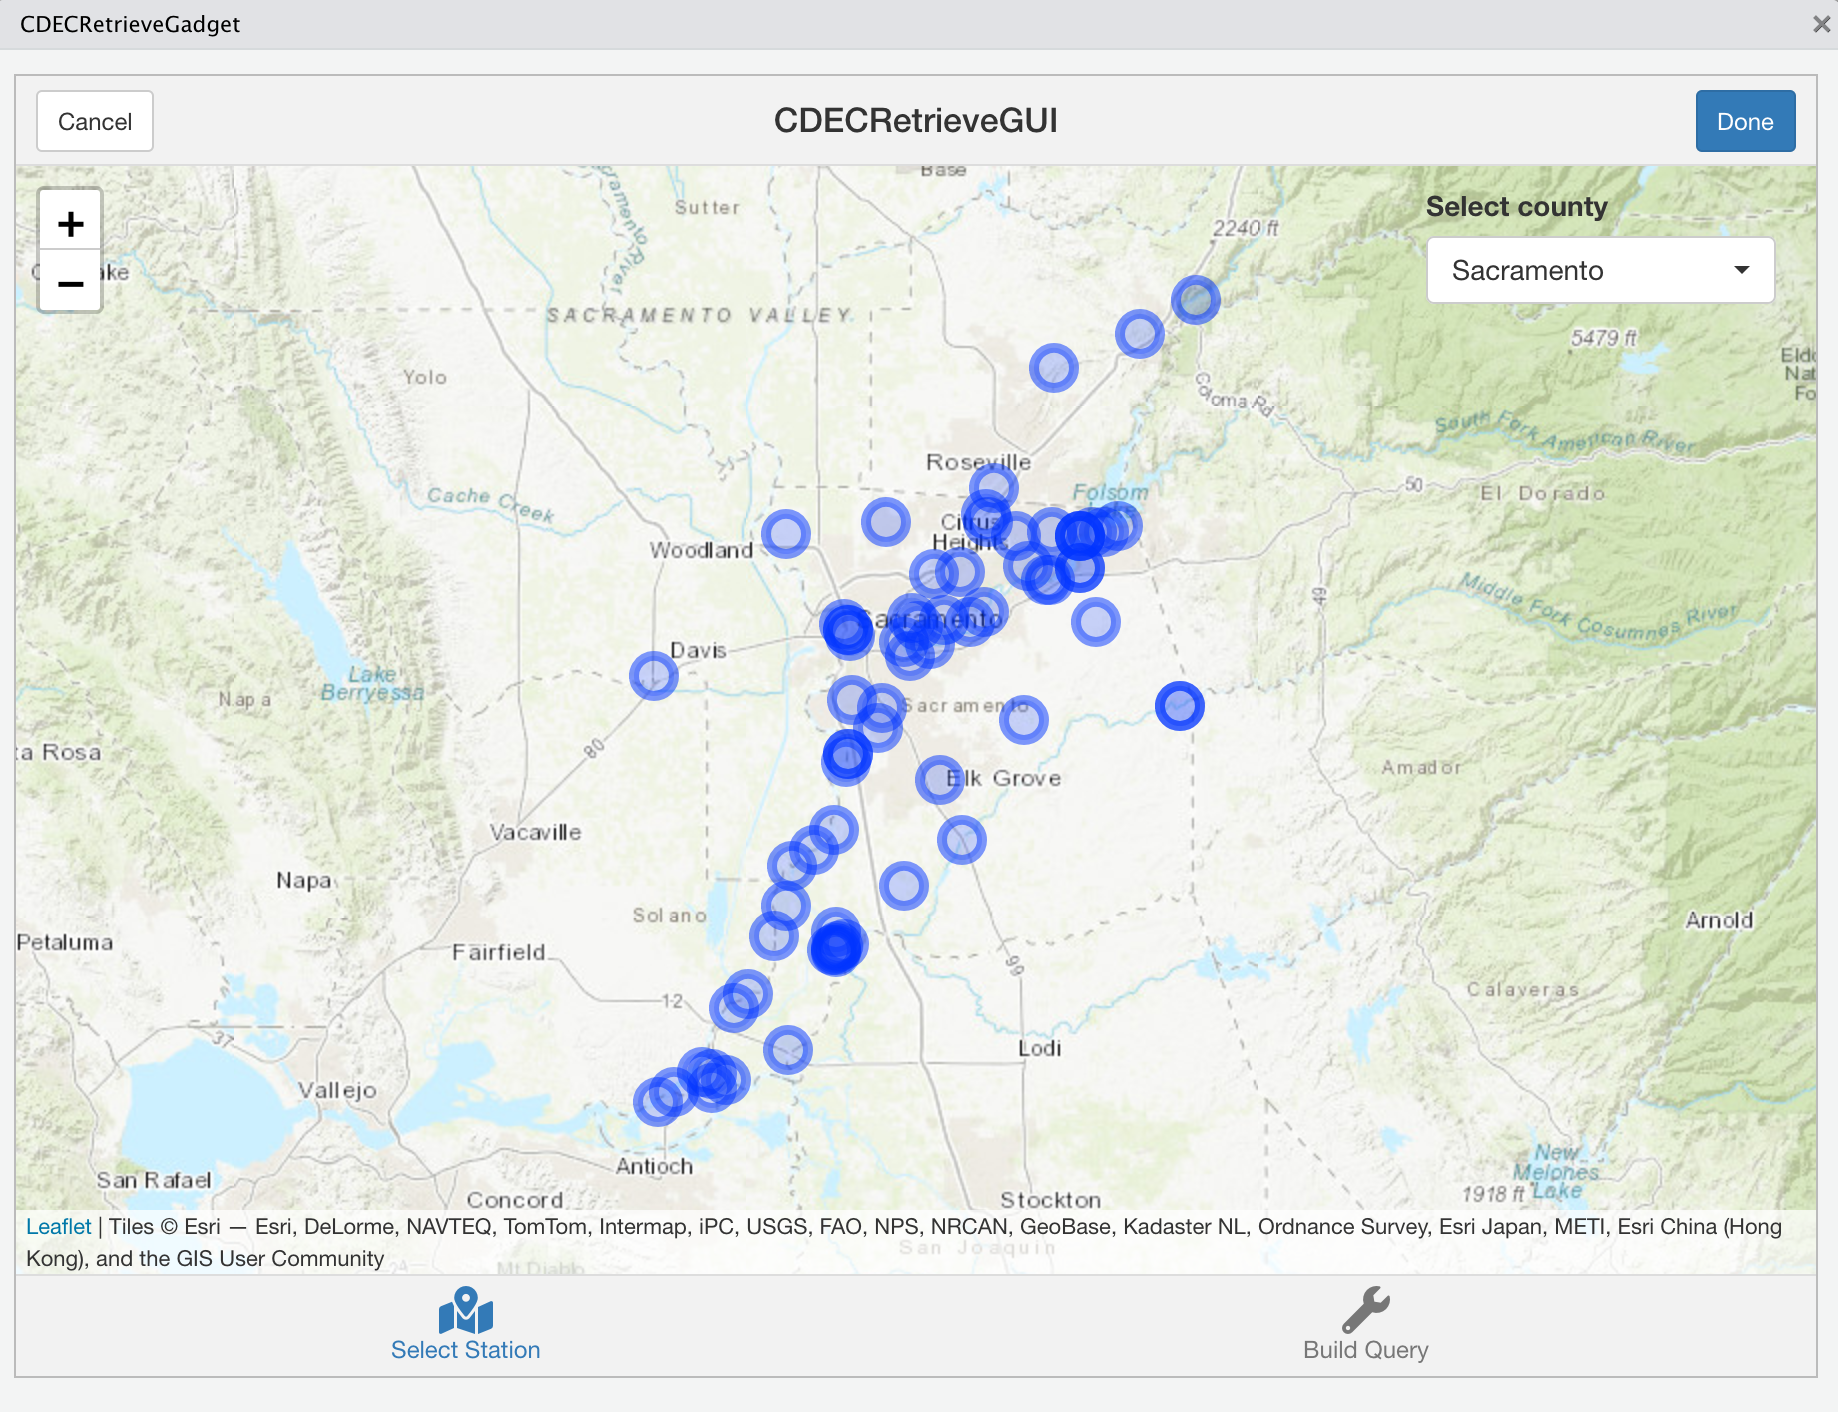 CDECRetrieveGadget
Cancel
CDECRetrieveGUI
Done
Base
Sutter
Select county
2240 ft
Sacramento
SACRAMENTO VALLEY
5479 ft
Yolo
Coloma Rd
South Fork American River
Roseville
50
El Dorado
Folsom
Cache Creek
Citrus
Heights
Woodland
Middle Fork Cosumnes River
49
Sacramento
Davis
Lake
Berryessa
Napa
Sacramento
80
ta Rosa
Elk Grove
Amador
Vacaville
Napa
Solano
Arnold
Petaluma
Fairfield
99
12
Calaveras
37
Lodi
Vallejo
New
Melones
Lake
Antioch
San Rafael
1918 ft
Concord
Stockton
Leaflet | Tiles © Esri — Esri, DeLorme, NAVTEQ, TomTom, Intermap, iPC, USGS, FAO, NPS, NRCAN, GeoBase, Kadaster NL, Ordnance Survey, Esri Japan, METI, Esri China (Hong
Kong), and the GIS User Community
San Joaquin
Mt Diablo
Select Station
Build Query